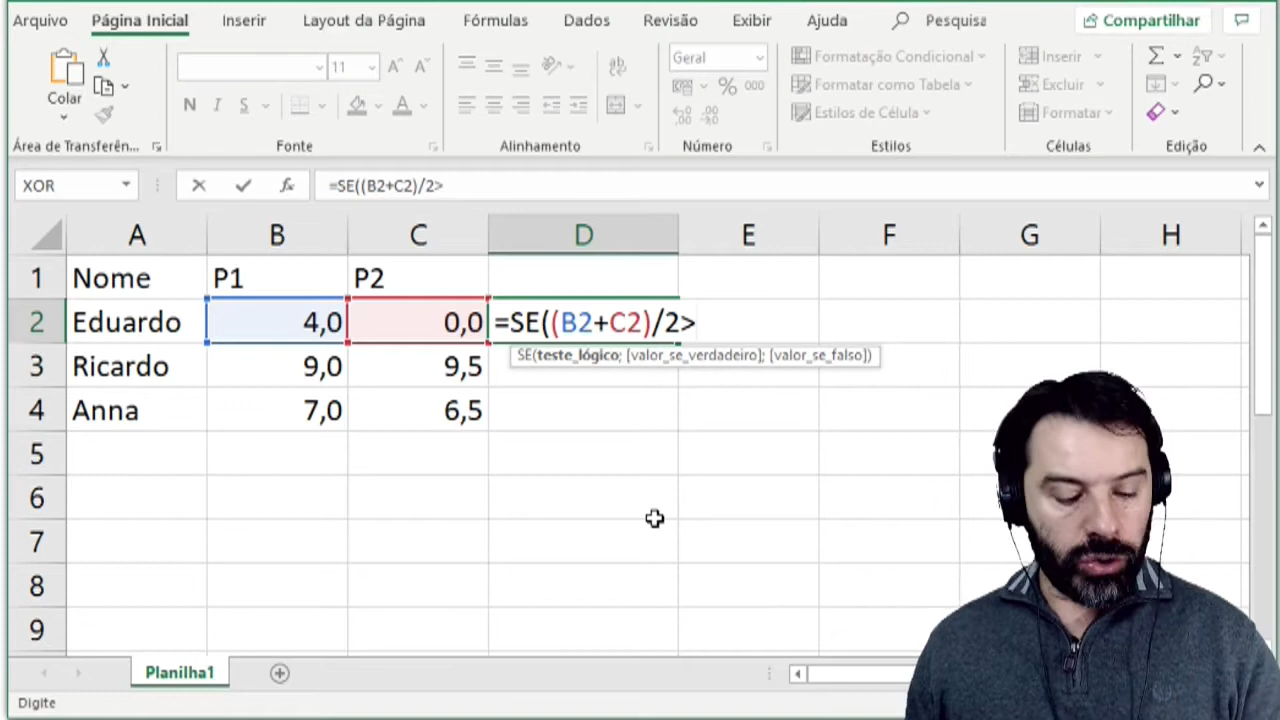 Arquivo Página Inicial Inserir Layout da Página Fórmulas Dados Revisão Exibir Ajuda Pesquisa Compartilhar
Colar
N I S
11
A A
A
ab
Geral
% 000
Formatação Condicional
Formatar como Tabela
Estilos de Célula
Inserir
Excluir
Formatar
Área de Transferên... Fonte Alinhamento Número Estilos Células Edição
XOR fx =SE((B2+C2)/2>
A B C D E F G H
1 Nome P1 P2
2 Eduardo 4,0 0,0 =SE((B2+C2)/2>
SE(teste_lógico; [valor_se_verdadeiro]; [valor_se_falso])
3 Ricardo 9,0 9,5
4 Anna 7,0 6,5
5
6
7
8
9
Planilha1
Digite